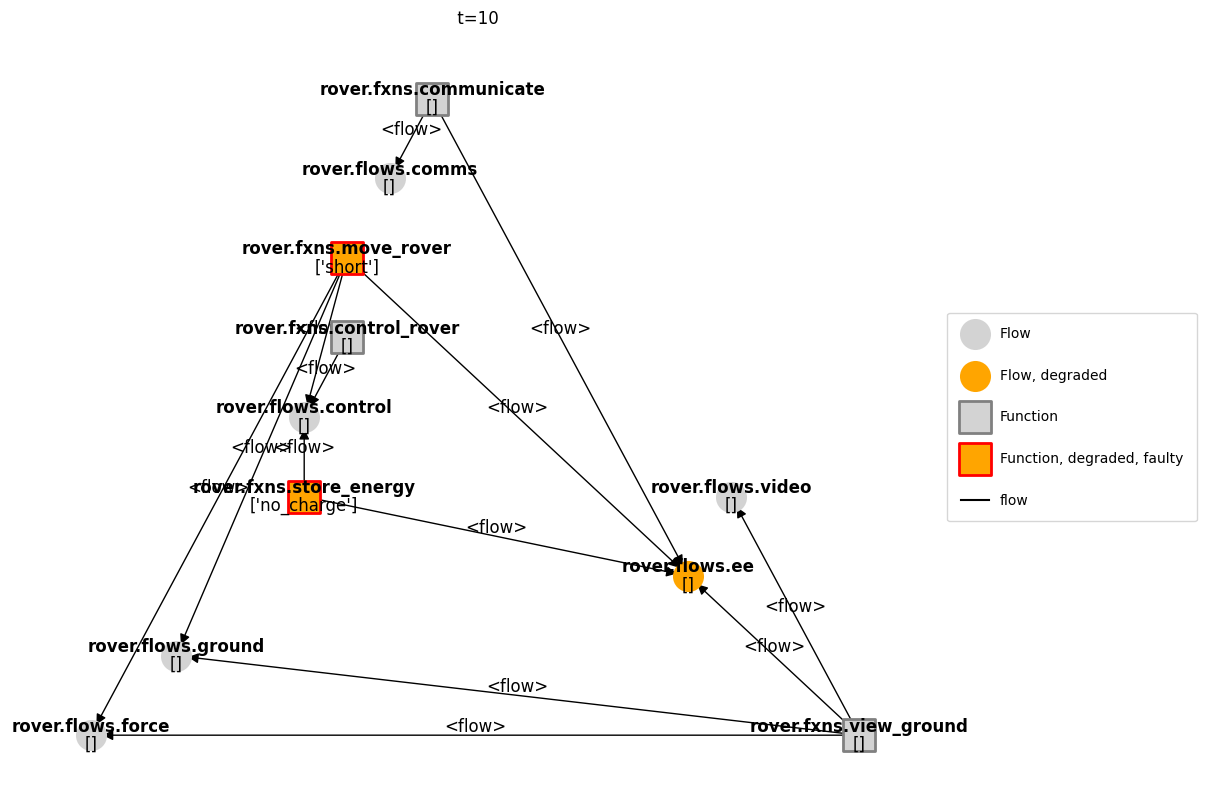 t=10
rover.fxns.communicate
[]
<flow>
rover.flows.comms
[]
rover.fxns.move_rover
['short']
rover.fxns.control_rover
<flow>
[]
<flow>
<flow>
rover.flows.control
<flow>
[]
<flow>
<flow>
<flow>
rover.fxns.store_energy
['no_charge']
rover.flows.video
[]
<flow>
rover.flows.ee
[]
<flow>
<flow>
rover.flows.ground
[]
<flow>
rover.flows.force
[]
<flow>
rover.fxns.view_ground
[]
Flow
Flow, degraded
Function
Function, degraded, faulty
flow